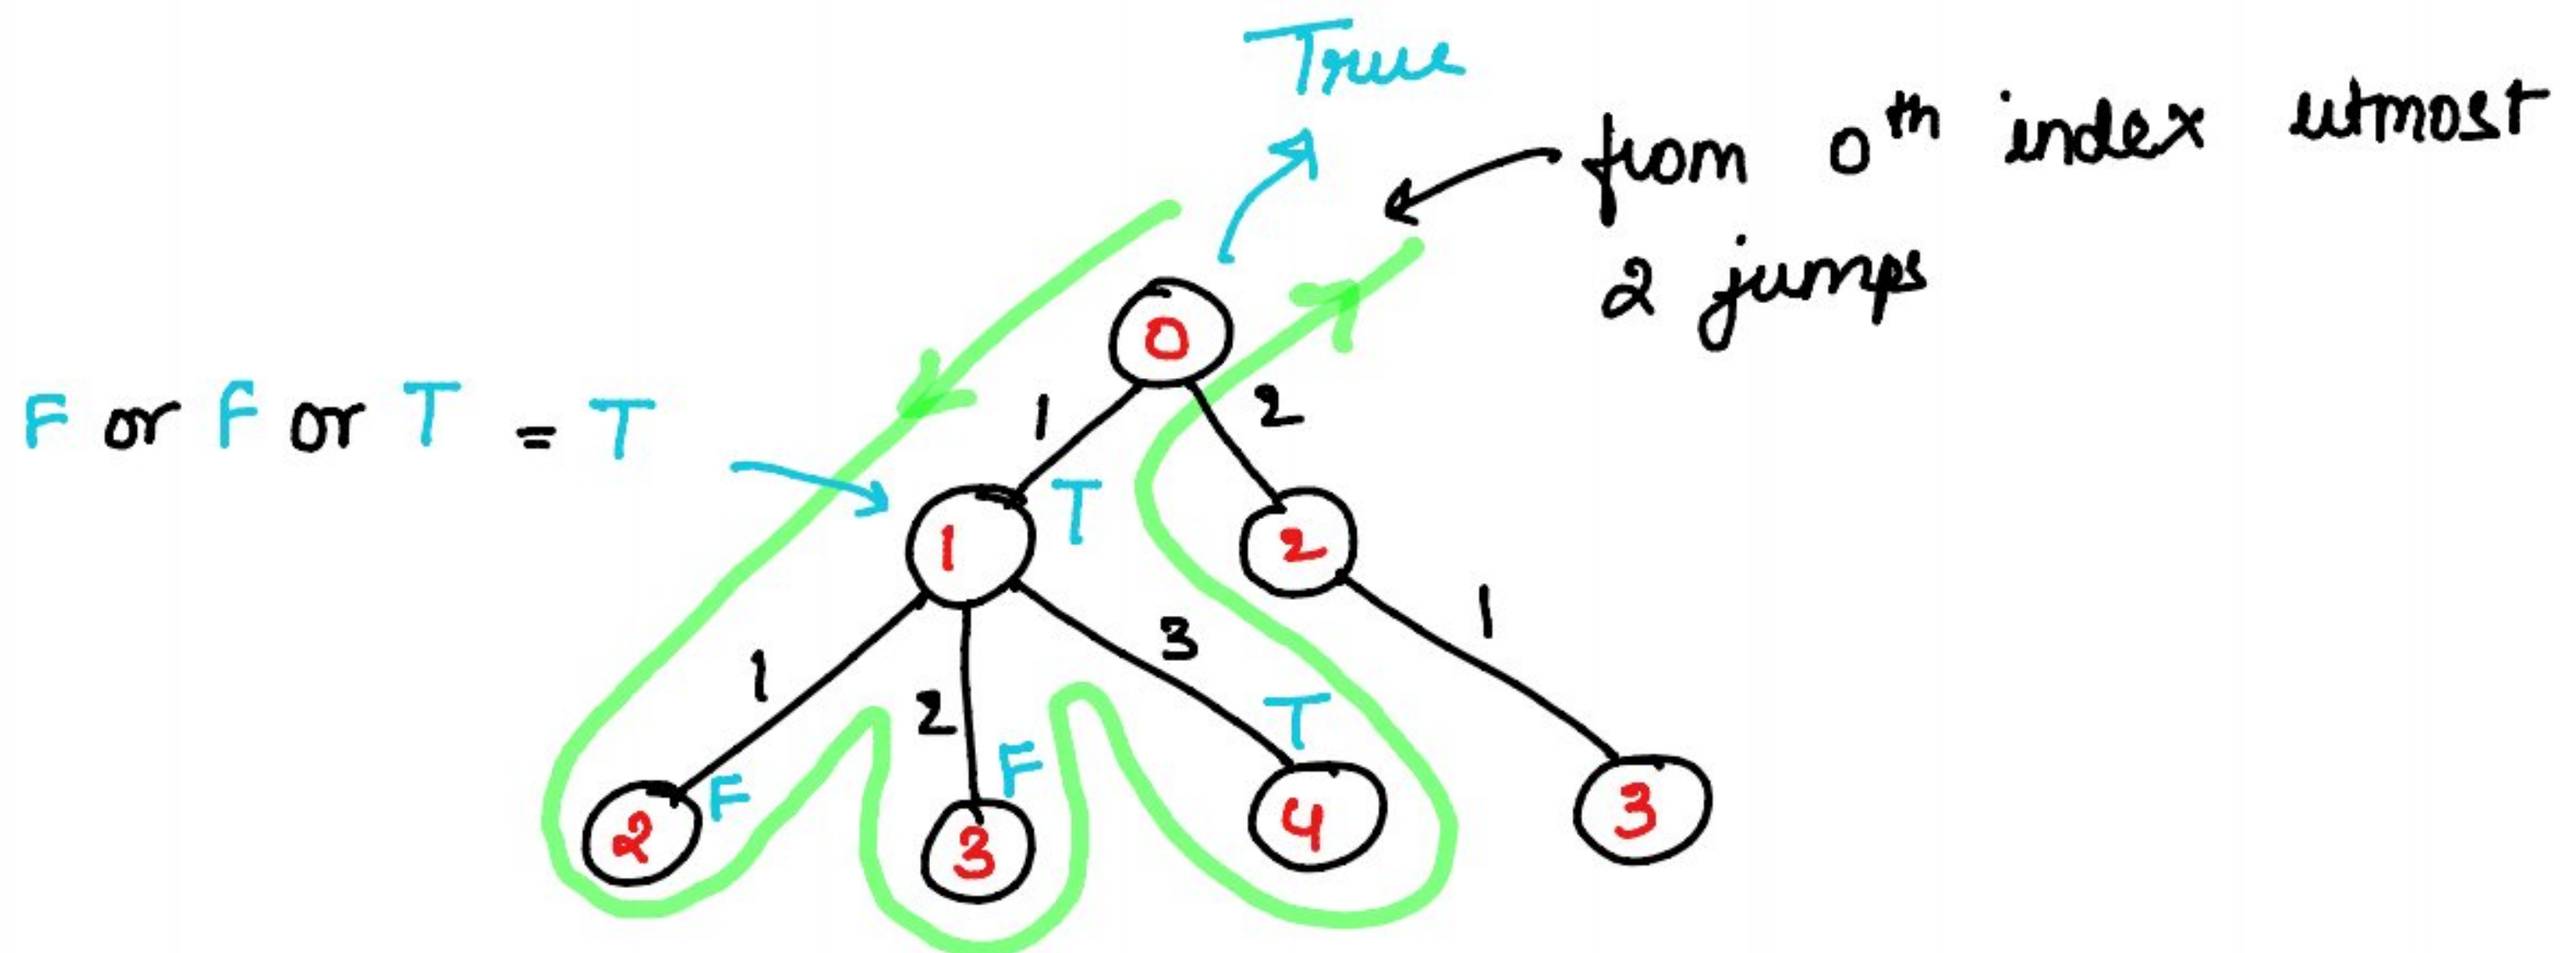 True
from 0th index utmost
2 jumps
0
1 2
F or F or T = T
1 T 2
1 2 3 1
2 F 3 F 4 T 3